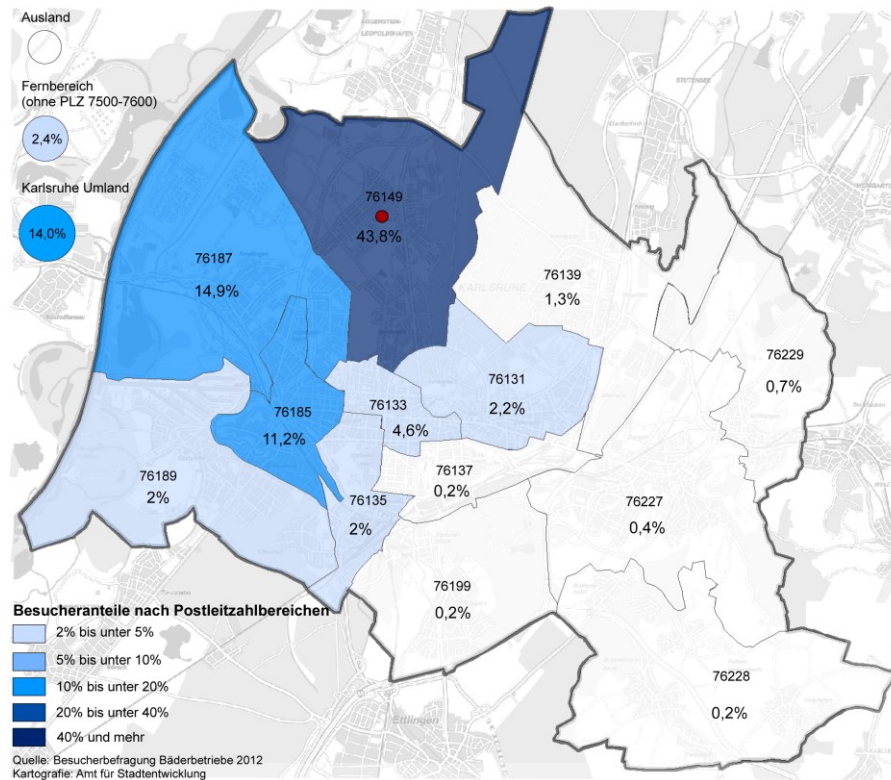 Ausland
Fernbereich
(ohne PLZ 7500-7600)
2,4%
Karlsruhe Umland
14,0%
76149
43,8%
76187
14,9%
KARLSRUHE
76139
1,3%
76229
0,7%
76131
2,2%
76133
4,6%
76185
11,2%
76137
0,2%
76189
2%
76135
2%
76227
0,4%
76199
0,2%
76228
0,2%
Ettlingen
STUTENSEE
Besucheranteile nach Postleitzahlbereichen
2% bis unter 5%
5% bis unter 10%
10% bis unter 20%
20% bis unter 40%
40% und mehr
Quelle: Besucherbefragung Bäderbetriebe 2012
Kartografie: Amt für Stadtentwicklung